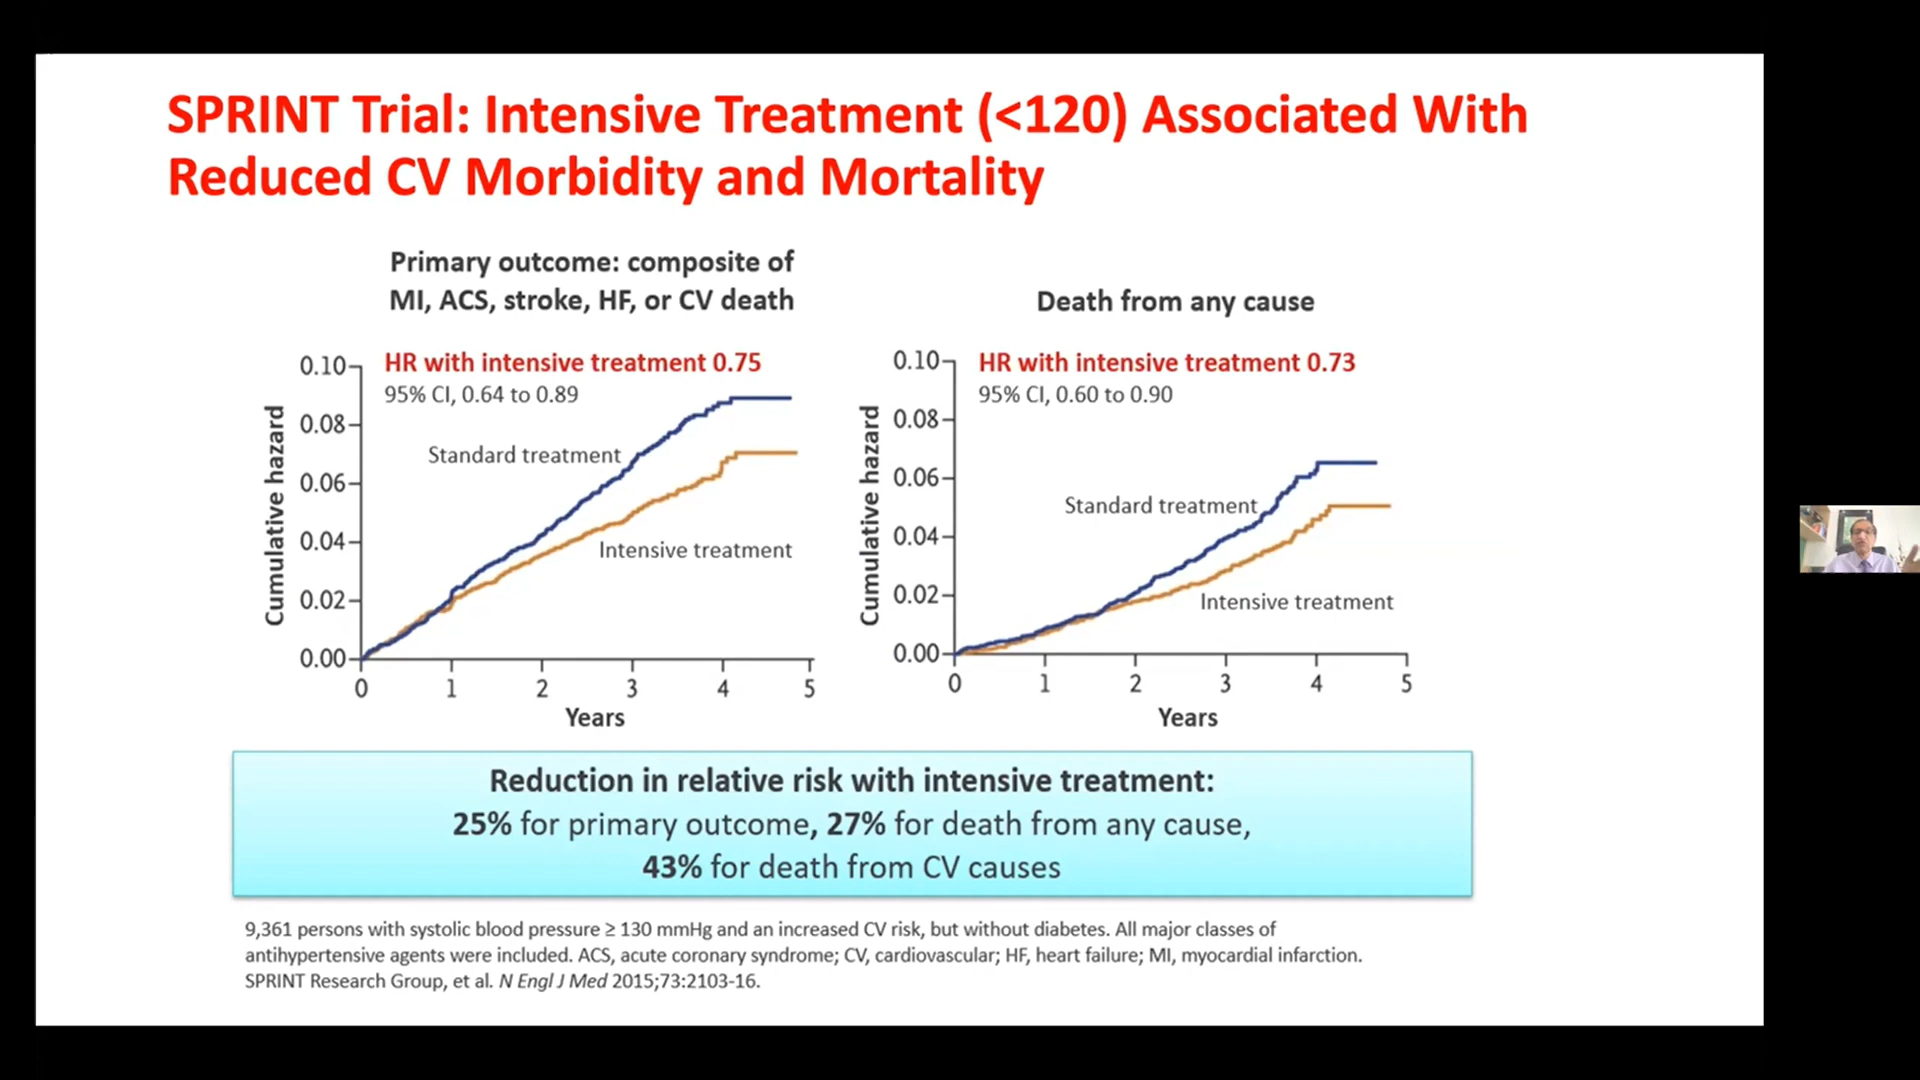 SPRINT Trial: Intensive Treatment (<120) Associated With
Reduced CV Morbidity and Mortality
Primary outcome: composite of
MI, ACS, stroke, HF, or CV death
HR with intensive treatment 0.75
95% CI, 0.64 to 0.89
Cumulative hazard
0.10
0.08
0.06
0.04
0.02
0.00
Standard treatment
Intensive treatment
0 1 2 3 4 5
Years
Death from any cause
HR with intensive treatment 0.73
95% CI, 0.60 to 0.90
Cumulative hazard
0.10
0.08
0.06
0.04
0.02
0.00
Standard treatment
Intensive treatment
0 1 2 3 4 5
Years
Reduction in relative risk with intensive treatment:
25% for primary outcome, 27% for death from any cause,
43% for death from CV causes
9,361 persons with systolic blood pressure ≥ 130 mmHg and an increased CV risk, but without diabetes. All major classes of
antihypertensive agents were included. ACS, acute coronary syndrome; CV, cardiovascular; HF, heart failure; MI, myocardial infarction.
SPRINT Research Group, et al. N Engl J Med 2015;73:2103-16.